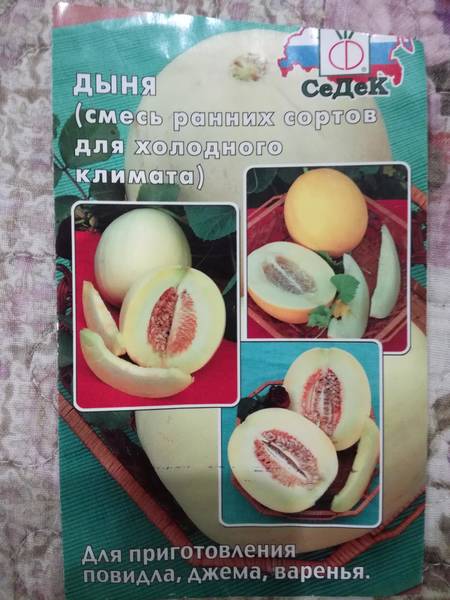 СеДеК
ДЫНЯ
(смесь ранних сортов
для холодного
климата)
Для приготовления
повидла, джема, варенья.